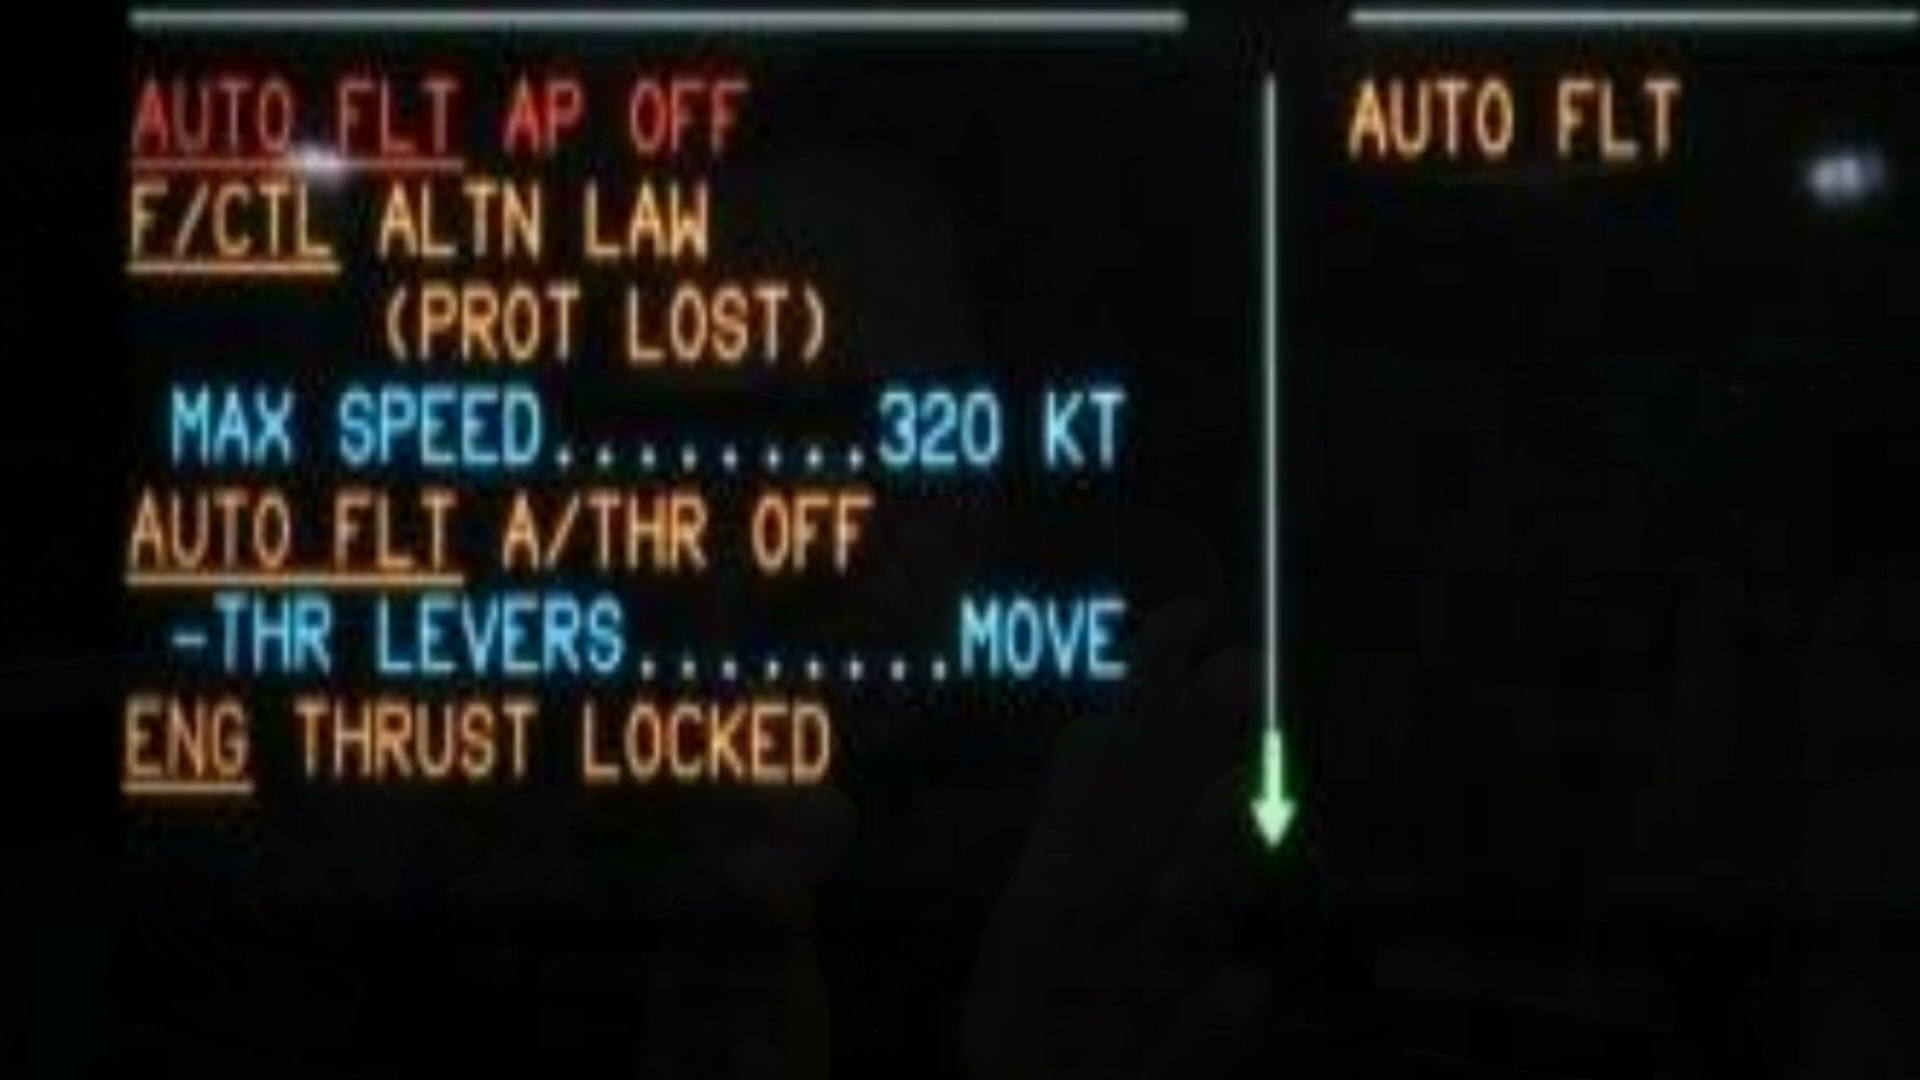 AUTO FLT AP OFF
F/CTL ALTN LAW
(PROT LOST)
MAX SPEED........320 KT
AUTO FLT A/THR OFF
-THR LEVERS........MOVE
ENG THRUST LOCKED
AUTO FLT